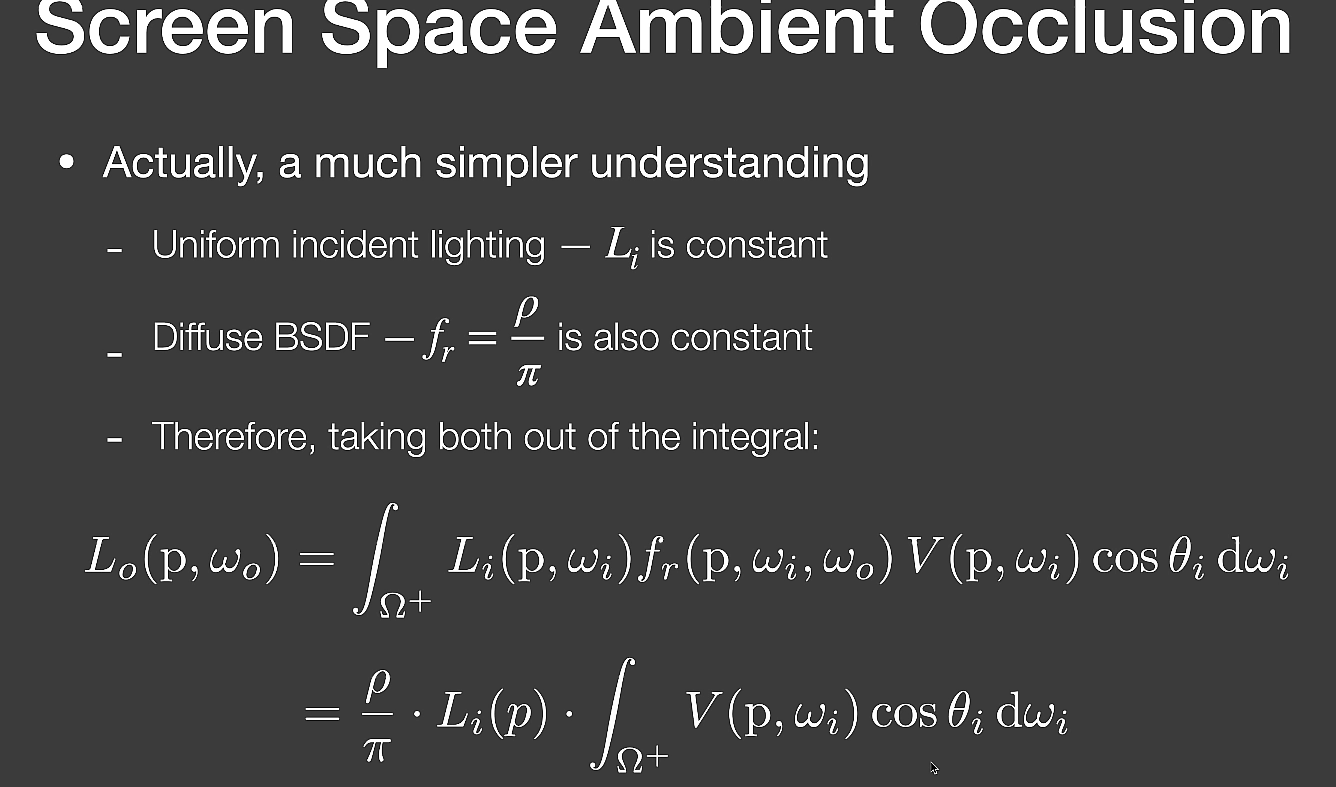 Screen Space Ambient Occlusion
• Actually, a much simpler understanding
- Uniform incident lighting — $L_i$ is constant
- Diffuse BSDF — $f_r = \frac{\rho}{\pi}$ is also constant
- Therefore, taking both out of the integral:
$L_o(\mathrm{p}, \omega_o) = \int_{\Omega^+} L_i(\mathrm{p}, \omega_i) f_r(\mathrm{p}, \omega_i, \omega_o) \, V(\mathrm{p}, \omega_i) \cos\theta_i \, \mathrm{d}\omega_i$
$= \frac{\rho}{\pi} \cdot L_i(p) \cdot \int_{\Omega^+} V(\mathrm{p}, \omega_i) \cos\theta_i \, \mathrm{d}\omega_i$